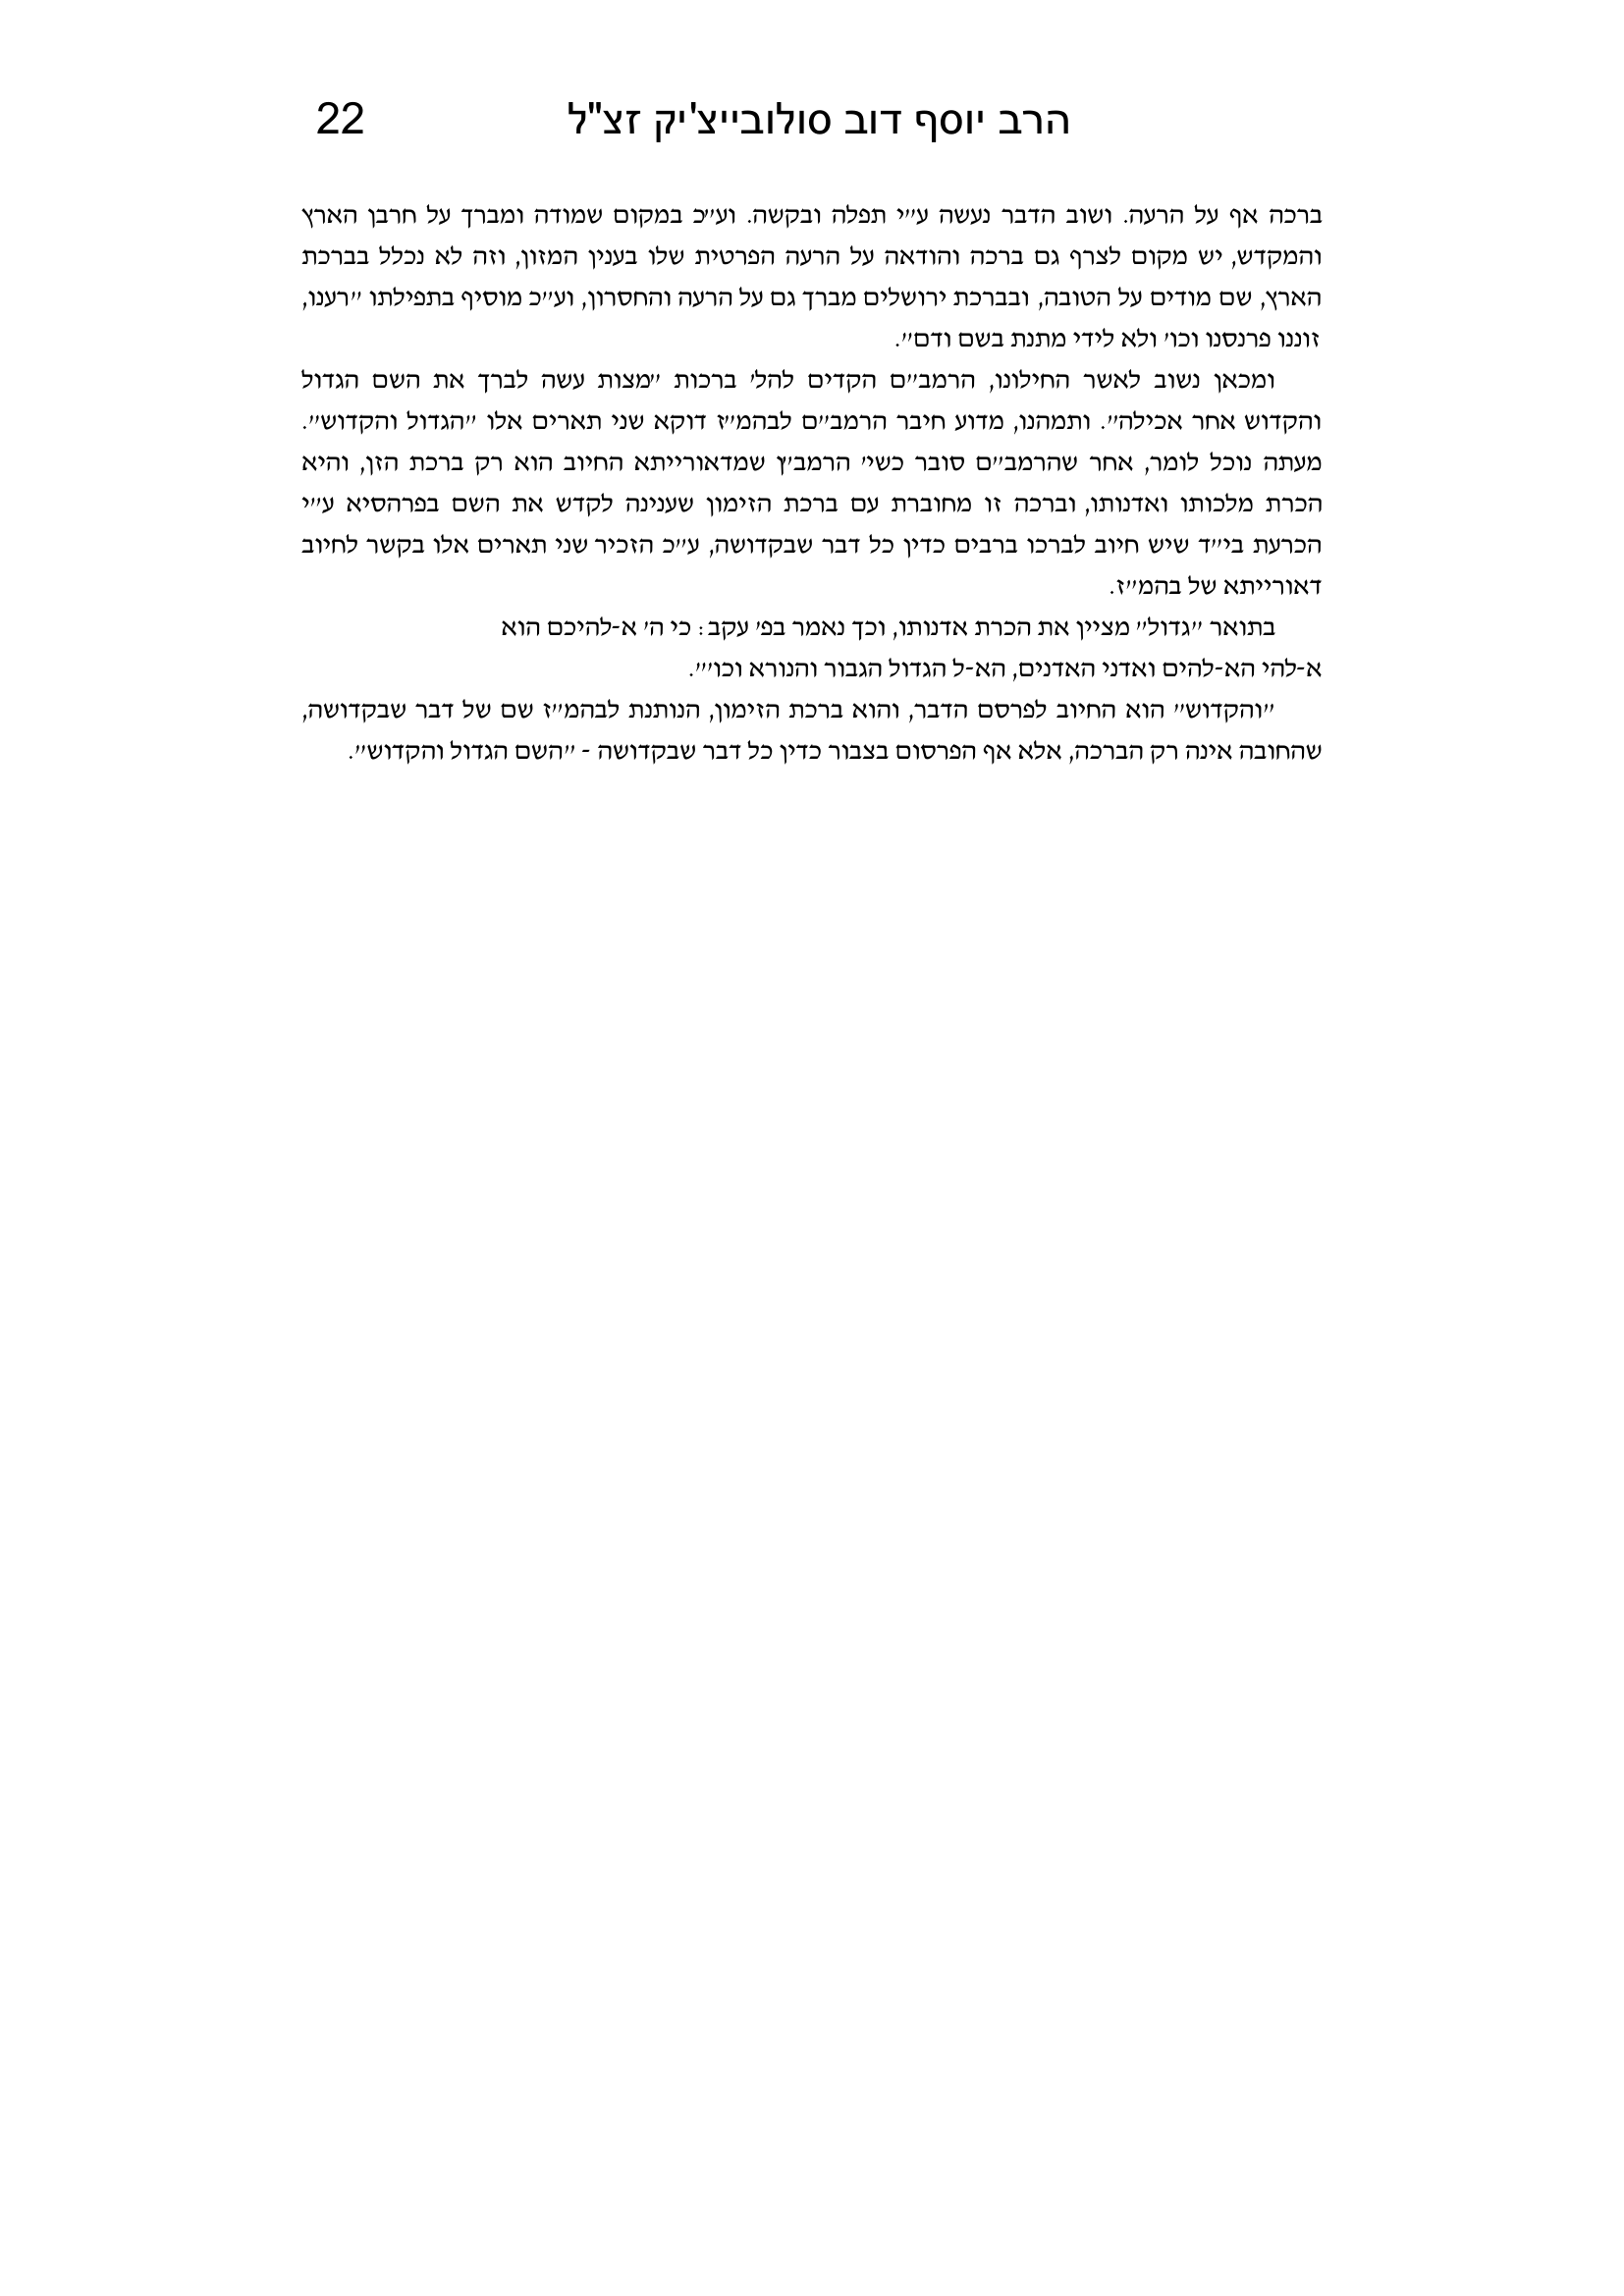 הרב יוסף דוב סולובייצ'יק זצ"ל 22
ברכה אף על הרעה. ושוב הדבר נעשה ע״י תפלה ובקשה. וע״כ במקום שמודה ומברך על חרבן הארץ
והמקדש, יש מקום לצרף גם ברכה והודאה על הרעה הפרטית שלו בענין המזון, וזה לא נכלל בברכת
הארץ, שם מודים על הטובה, ובברכת ירושלים מברך גם על הרעה והחסרון, וע״כ מוסיף בתפילתו ״רענו,
זוננו פרנסנו וכו׳ ולא לידי מתנת בשם ודם״.
ומכאן נשוב לאשר החילונו, הרמב״ם הקדים להל׳ ברכות ״מצות עשה לברך את השם הגדול
והקדוש אחר אכילה״. ותמהנו, מדוע חיבר הרמב״ם לבהמ״ז דוקא שני תארים אלו ״הגדול והקדוש״.
מעתה נוכל לומר, אחר שהרמב״ם סובר כשי׳ הרמב״ץ שמדאורייתא החיוב הוא רק ברכת הזן, והיא
הכרת מלכותו ואדנותו, וברכה זו מחוברת עם ברכת הזימון שענינה לקדש את השם בפרהסיא ע״י
הכרעת בי״ד שיש חיוב לברכו ברבים כדין כל דבר שבקדושה, ע״כ הזכיר שני תארים אלו בקשר לחיוב
דאורייתא של בהמ״ז.
בתואר ״גדול״ מציין את הכרת אדנותו, וכך נאמר בפ׳ עקב: כי ה׳ א-להיכם הוא
א-להי הא-להים ואדני האדנים, הא-ל הגדול הגבור והנורא וכו׳״.
״והקדוש״ הוא החיוב לפרסם הדבר, והוא ברכת הזימון, הנותנת לבהמ״ז שם של דבר שבקדושה,
שהחובה אינה רק הברכה, אלא אף הפרסום בצבור כדין כל דבר שבקדושה - ״השם הגדול והקדוש״.